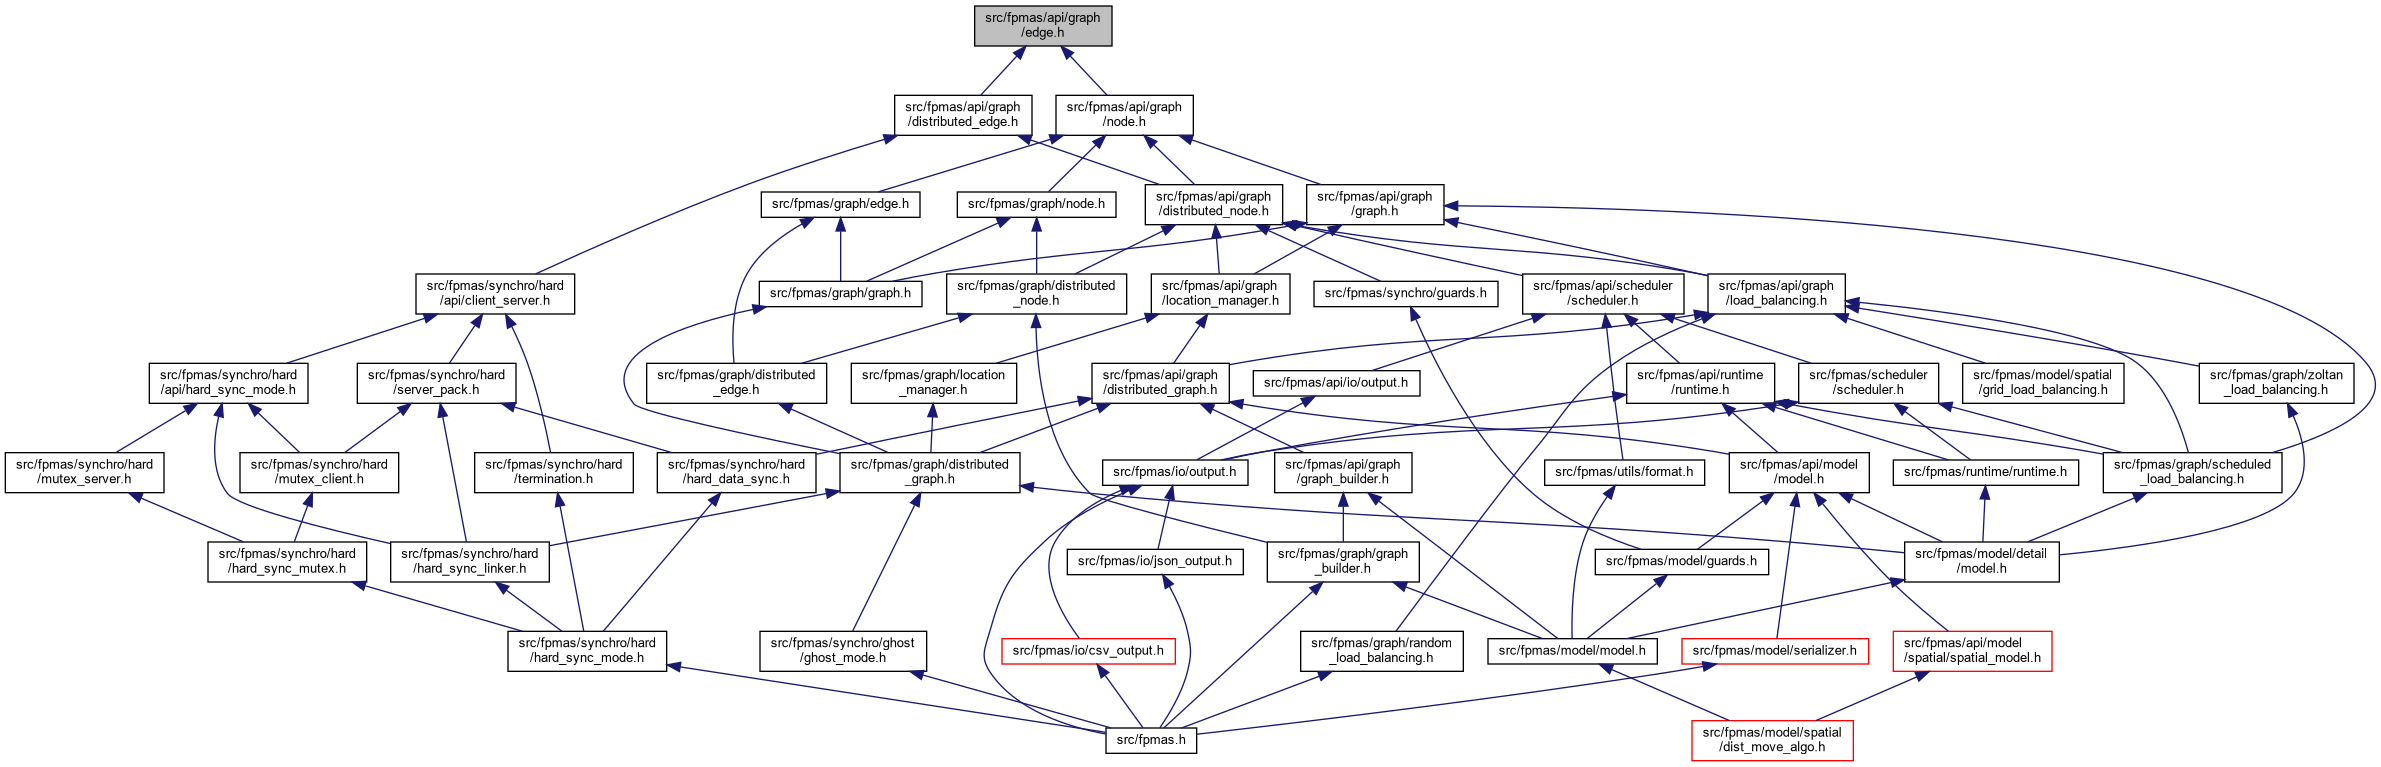 src/fpmas/api/graph
/edge.h
src/fpmas/api/graph
/distributed_edge.h
src/fpmas/api/graph
/node.h
src/fpmas/graph/edge.h
src/fpmas/graph/node.h
src/fpmas/api/graph
/distributed_node.h
src/fpmas/api/graph
/graph.h
src/fpmas/synchro/hard
/api/client_server.h
src/fpmas/graph/graph.h
src/fpmas/graph/distributed
_node.h
src/fpmas/api/graph
/location_manager.h
src/fpmas/synchro/guards.h
src/fpmas/api/scheduler
/scheduler.h
src/fpmas/api/graph
/load_balancing.h
src/fpmas/synchro/hard
/api/hard_sync_mode.h
src/fpmas/synchro/hard
/server_pack.h
src/fpmas/graph/distributed
_edge.h
src/fpmas/graph/location
_manager.h
src/fpmas/api/graph
/distributed_graph.h
src/fpmas/api/io/output.h
src/fpmas/api/runtime
/runtime.h
src/fpmas/scheduler
/scheduler.h
src/fpmas/model/spatial
/grid_load_balancing.h
src/fpmas/graph/zoltan
_load_balancing.h
src/fpmas/synchro/hard
/mutex_server.h
src/fpmas/synchro/hard
/mutex_client.h
src/fpmas/synchro/hard
/termination.h
src/fpmas/synchro/hard
/hard_data_sync.h
src/fpmas/graph/distributed
_graph.h
src/fpmas/io/output.h
src/fpmas/api/graph
/graph_builder.h
src/fpmas/utils/format.h
src/fpmas/api/model
/model.h
src/fpmas/runtime/runtime.h
src/fpmas/graph/scheduled
_load_balancing.h
src/fpmas/synchro/hard
/hard_sync_mutex.h
src/fpmas/synchro/hard
/hard_sync_linker.h
src/fpmas/io/json_output.h
src/fpmas/graph/graph
_builder.h
src/fpmas/model/guards.h
src/fpmas/model/detail
/model.h
src/fpmas/synchro/hard
/hard_sync_mode.h
src/fpmas/synchro/ghost
/ghost_mode.h
src/fpmas/io/csv_output.h
src/fpmas/graph/random
_load_balancing.h
src/fpmas/model/model.h
src/fpmas/model/serializer.h
src/fpmas/api/model
/spatial/spatial_model.h
src/fpmas.h
src/fpmas/model/spatial
/dist_move_algo.h